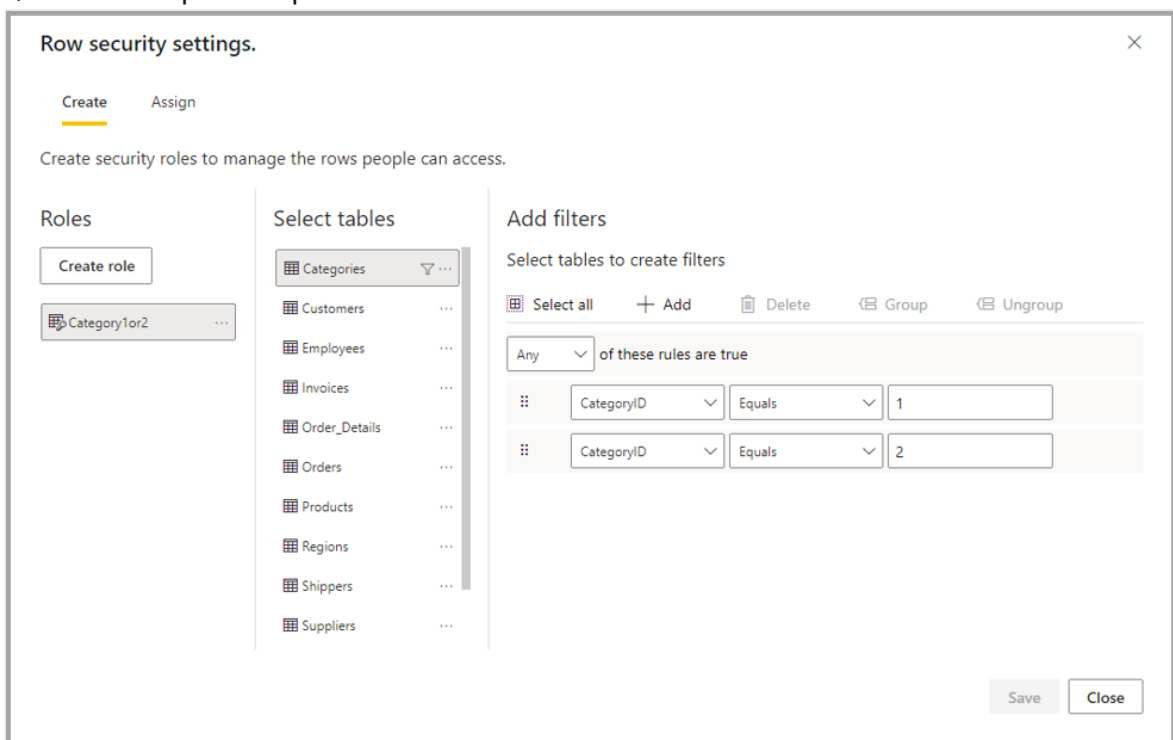 Row security settings.
Create Assign
Create security roles to manage the rows people can access.
Roles
Create role
Category1or2
Select tables
Categories
Customers
Employees
Invoices
Order_Details
Orders
Products
Regions
Shippers
Suppliers
Add filters
Select tables to create filters
Select all Add Delete Group Ungroup
Any of these rules are true
CategoryID Equals 1
CategoryID Equals 2
Save Close